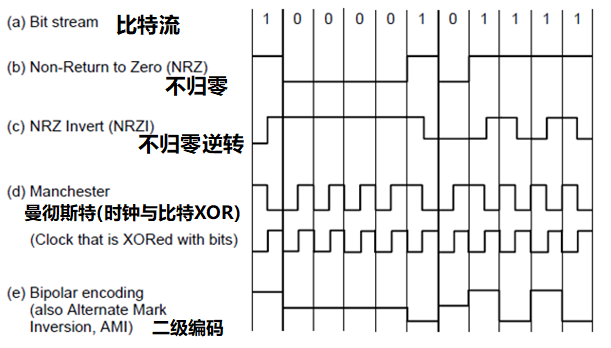 (a) Bit stream 比特流 1 0 0 0 0 1 0 1 1 1 1
(b) Non-Return to Zero (NRZ)
不归零
(c) NRZ Invert (NRZI)
不归零逆转
(d) Manchester
曼彻斯特(时钟与比特XOR)
(Clock that is XORed with bits)
(e) Bipolar encoding
(also Alternate Mark
Inversion, AMI) 二级编码